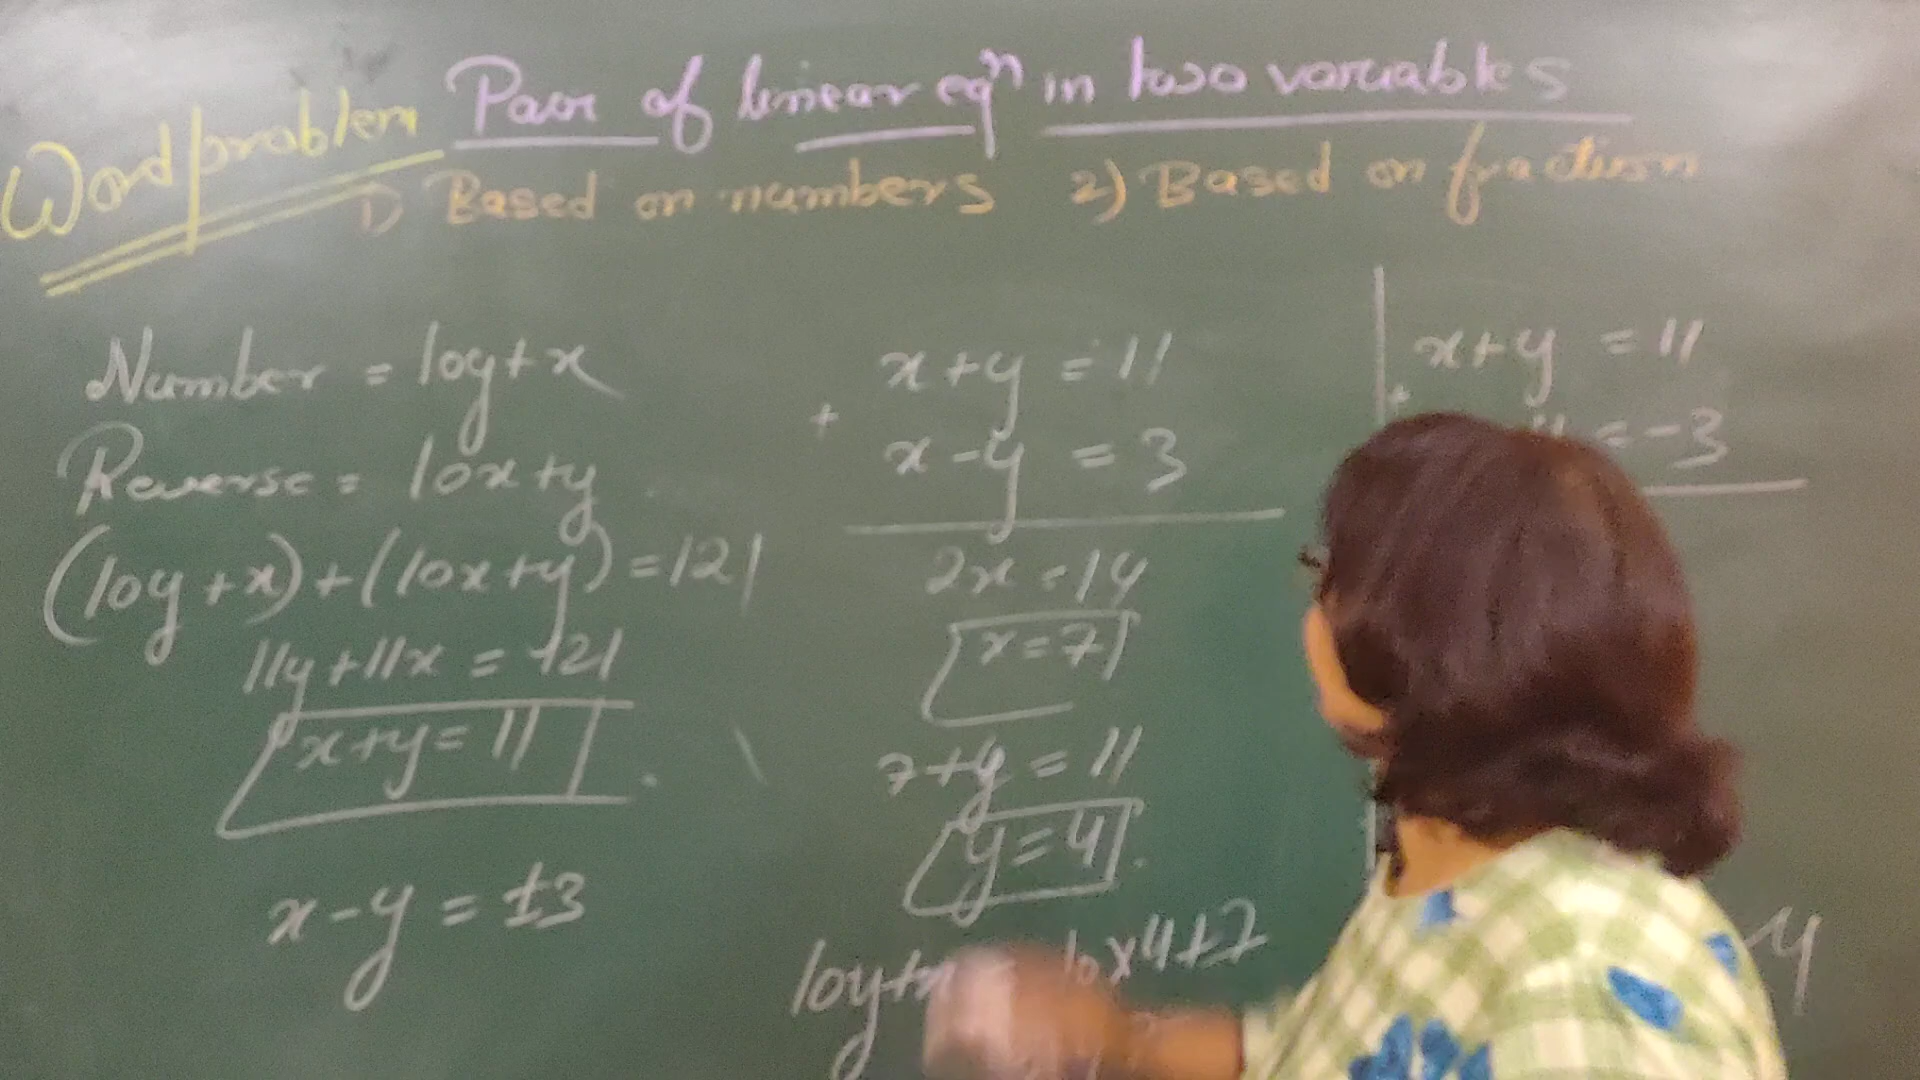 Word problem
Pair of linear eqn in two variables
1) Based on numbers 2) Based on fraction
Number = 10y+x
Reverse = 10x+y
(10y+x)+(10x+y)=121
11y+11x = 121
x+y = 11
x-y = ±3
x+y = 11
+
x-y = 3
2x = 14
x=7
7+y = 11
y=4
10y+x = 10x4+7
x+y = 11
+
y = -3
4